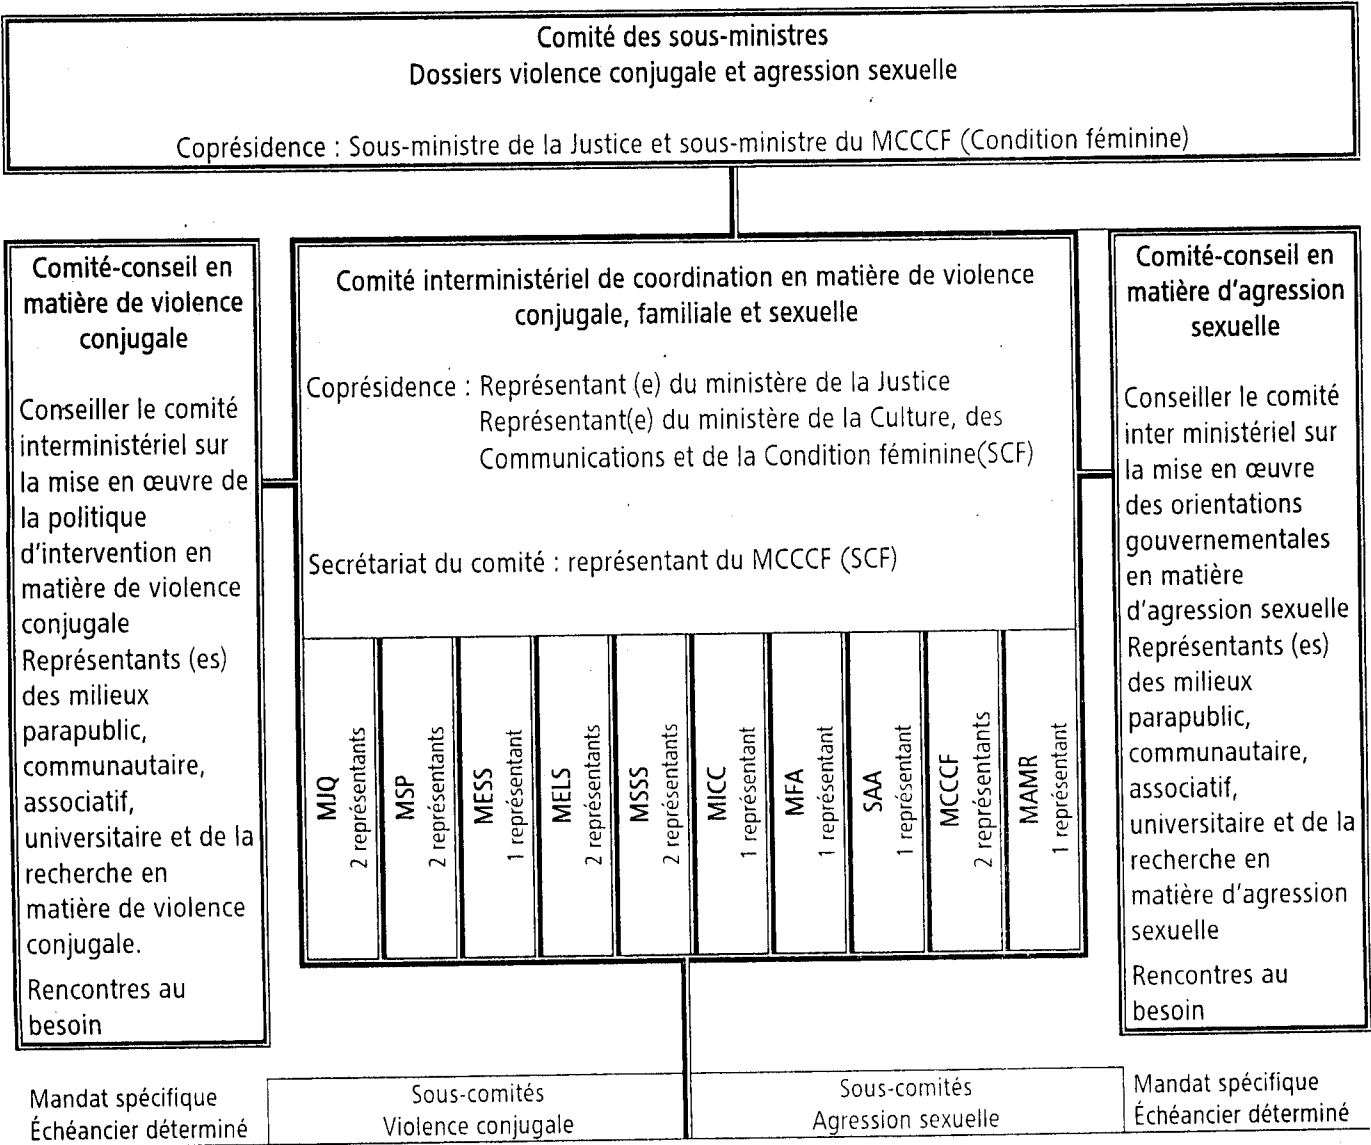 Comité des sous-ministres
Dossiers violence conjugale et agression sexuelle
Coprésidence : Sous-ministre de la Justice et sous-ministre du MCCCF (Condition féminine)
Comité-conseil en
matière de violence
conjugale
Conseiller le comité
interministériel sur
la mise en œuvre de
la politique
d'intervention en
matière de violence
conjugale
Représentants (es)
des milieux
parapublic,
communautaire,
associatif,
universitaire et de la
recherche en
matière de violence
conjugale.
Rencontres au
besoin
Comité interministériel de coordination en matière de violence
conjugale, familiale et sexuelle
Coprésidence : Représentant (e) du ministère de la Justice
Représentant(e) du ministère de la Culture, des
Communications et de la Condition féminine(SCF)
Secrétariat du comité : représentant du MCCCF (SCF)
MJQ
2 représentants
MSP
2 représentants
MESS
1 représentant
MELS
2 représentants
MSSS
2 représentants
MICC
1 représentant
MFA
1 représentant
SAA
1 représentant
MCCCF
2 représentants
MAMR
1 représentant
Comité-conseil en
matière d'agression
sexuelle
Conseiller le comité
inter ministériel sur
la mise en œuvre
des orientations
gouvernementales
en matière
d'agression sexuelle
Représentants (es)
des milieux
parapublic,
communautaire,
associatif,
universitaire et de la
recherche en
matière d'agression
sexuelle
Rencontres au
besoin
Mandat spécifique
Échéancier déterminé
Sous-comités
Violence conjugale
Sous-comités
Agression sexuelle
Mandat spécifique
Échéancier déterminé